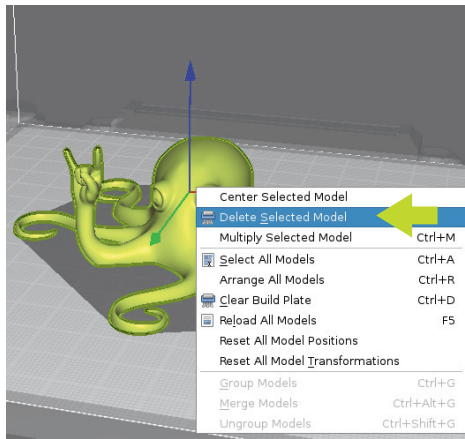 Center Selected Model
Delete Selected Model
Multiply Selected Model Ctrl+M
Select All Models Ctrl+A
Arrange All Models Ctrl+R
Clear Build Plate Ctrl+D
Reload All Models F5
Reset All Model Positions
Reset All Model Transformations
Group Models Ctrl+G
Merge Models Ctrl+Alt+G
Ungroup Models Ctrl+Shift+G